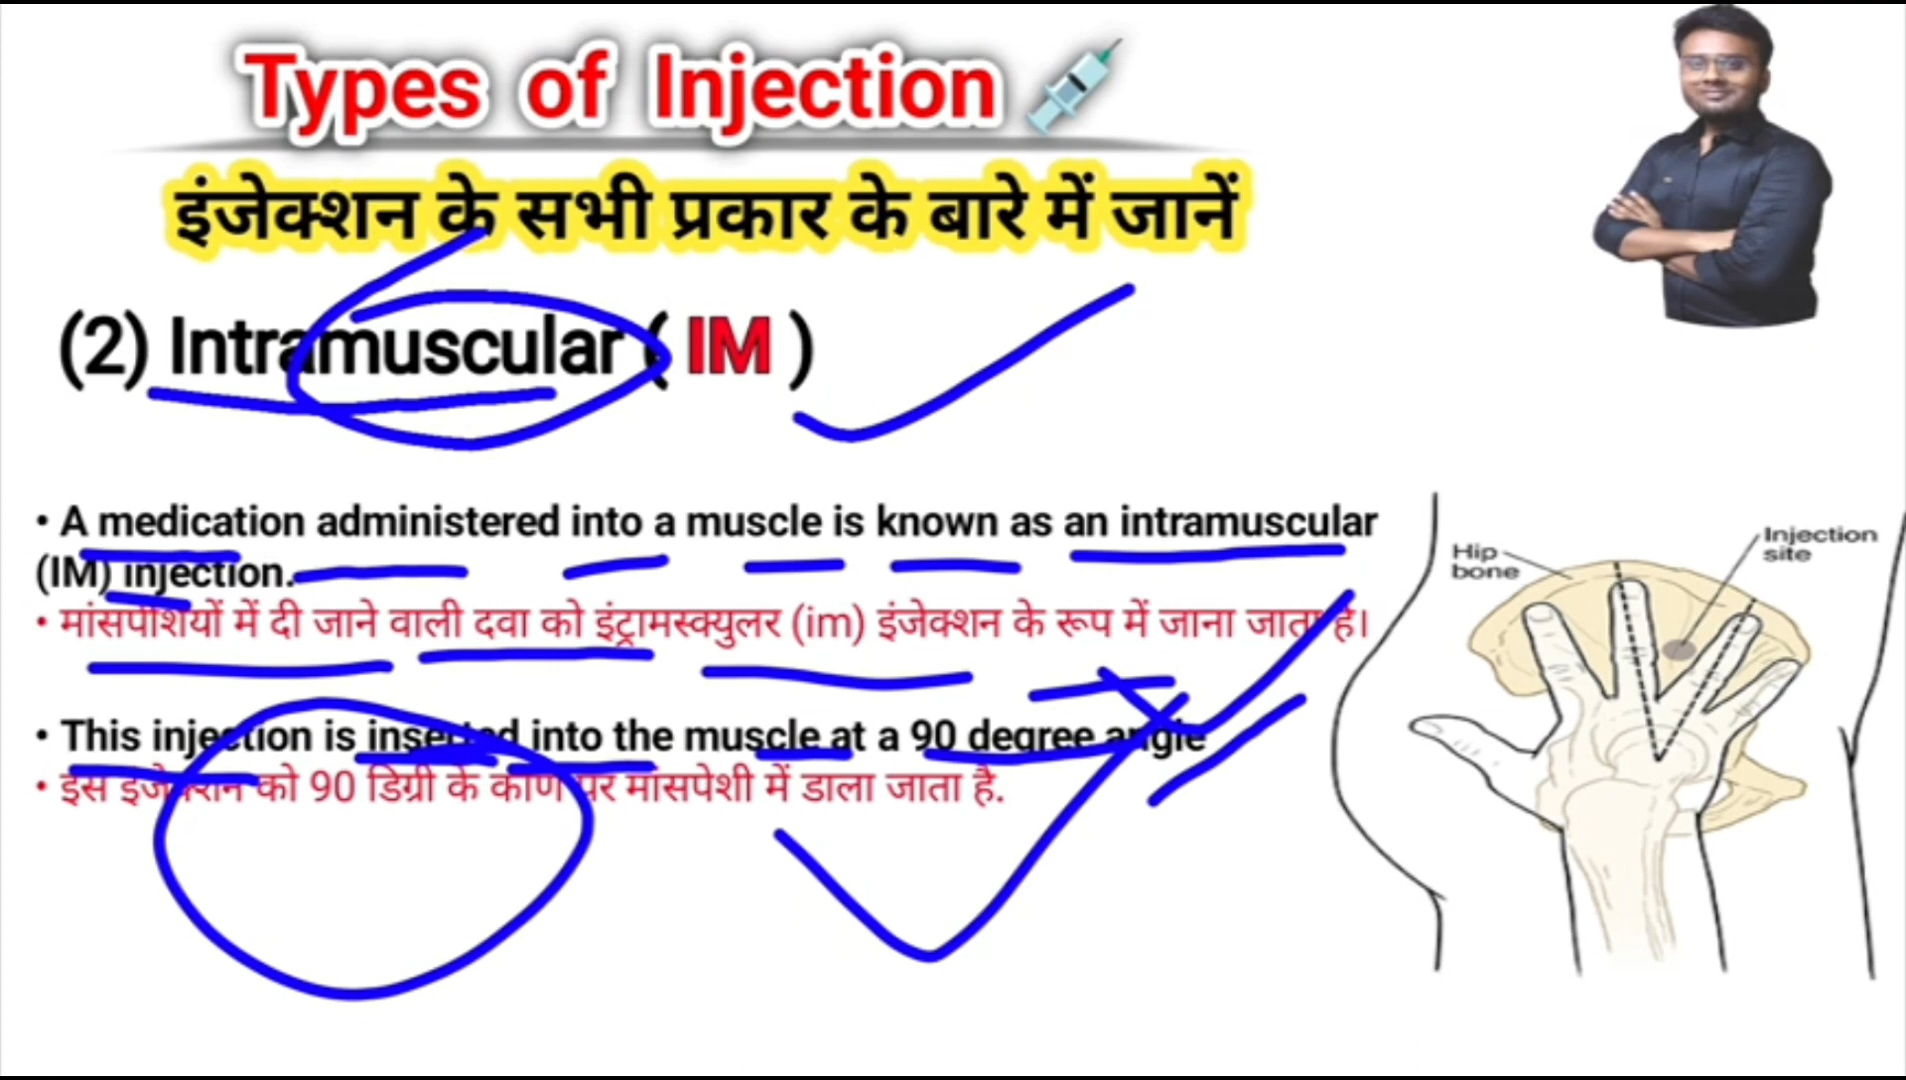 Types of Injection
इंजेक्शन के सभी प्रकार के बारे में जानें
(2) Intramuscular ( IM )
• A medication administered into a muscle is known as an intramuscular
(IM) injection.
• मांसपेशियों में दी जाने वाली दवा को इंट्रामस्क्युलर (im) इंजेक्शन के रूप में जाना जाता है।
• This injection is inserted into the muscle at a 90 degree angle
• इस इंजेक्शन को 90 डिग्री के कोण पर मांसपेशी में डाला जाता है.
Hip
bone
Injection
site